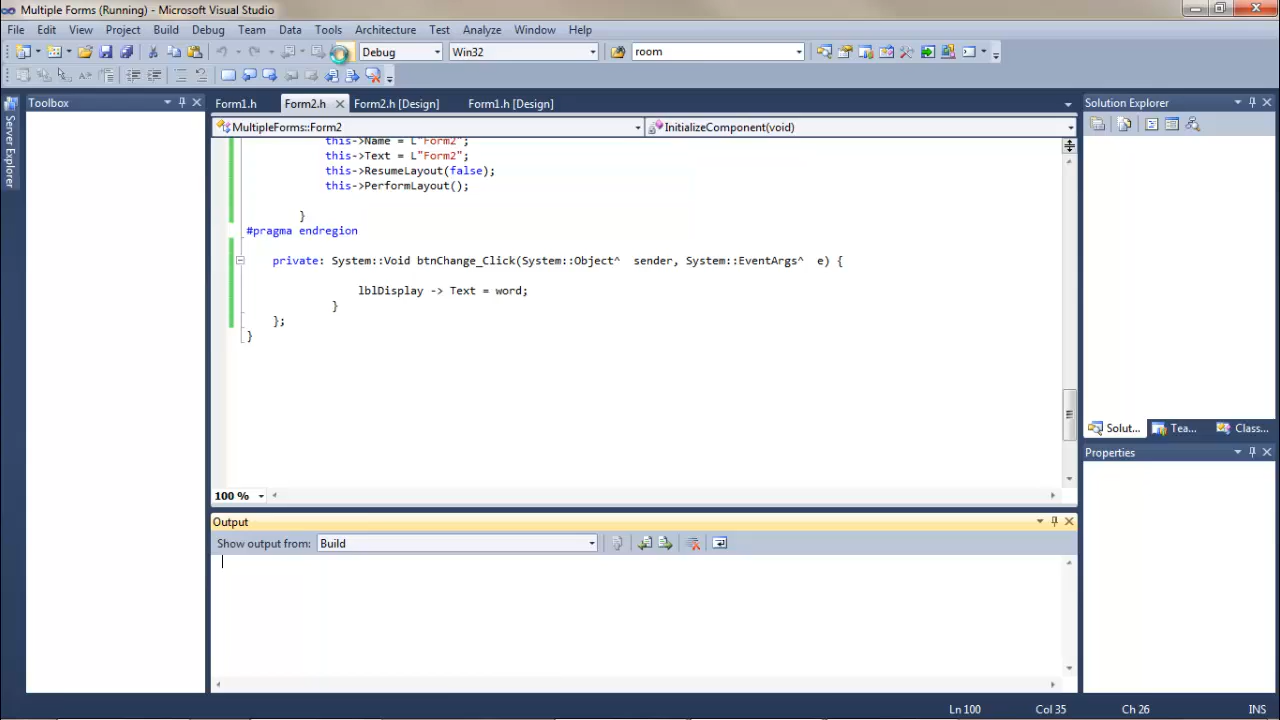 Multiple Forms (Running) - Microsoft Visual Studio
File Edit View Project Build Debug Team Data Tools Architecture Test Analyze Window Help
Debug Win32 room
Toolbox
Form1.h Form2.h Form2.h [Design] Form1.h [Design]
Solution Explorer
Server Explorer
MultipleForms::Form2 InitializeComponent(void)
this->Name = L"Form2";
this->Text = L"Form2";
this->ResumeLayout(false);
this->PerformLayout();
}
#pragma endregion
private: System::Void btnChange_Click(System::Object^  sender, System::EventArgs^  e) {
lblDisplay -> Text = word;
}
};
}
Solut... Tea... Class...
Properties
100 %
Output
Show output from: Build
Ln 100 Col 35 Ch 26 INS